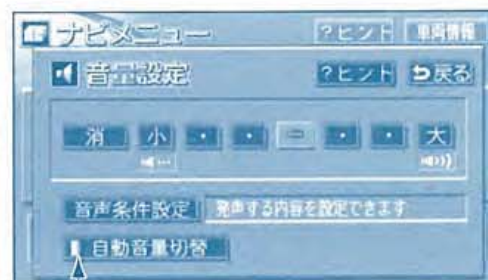 ナビメニュー ?ヒント 車両情報
音量設定 ?ヒント 戻る
消 小 ・ ・ 中 ・ ・ 大
音声条件設定 発声する内容を設定できます
自動音量切替